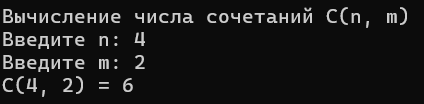 Вычисление числа сочетаний C(n, m)
Введите n: 4
Введите m: 2
C(4, 2) = 6